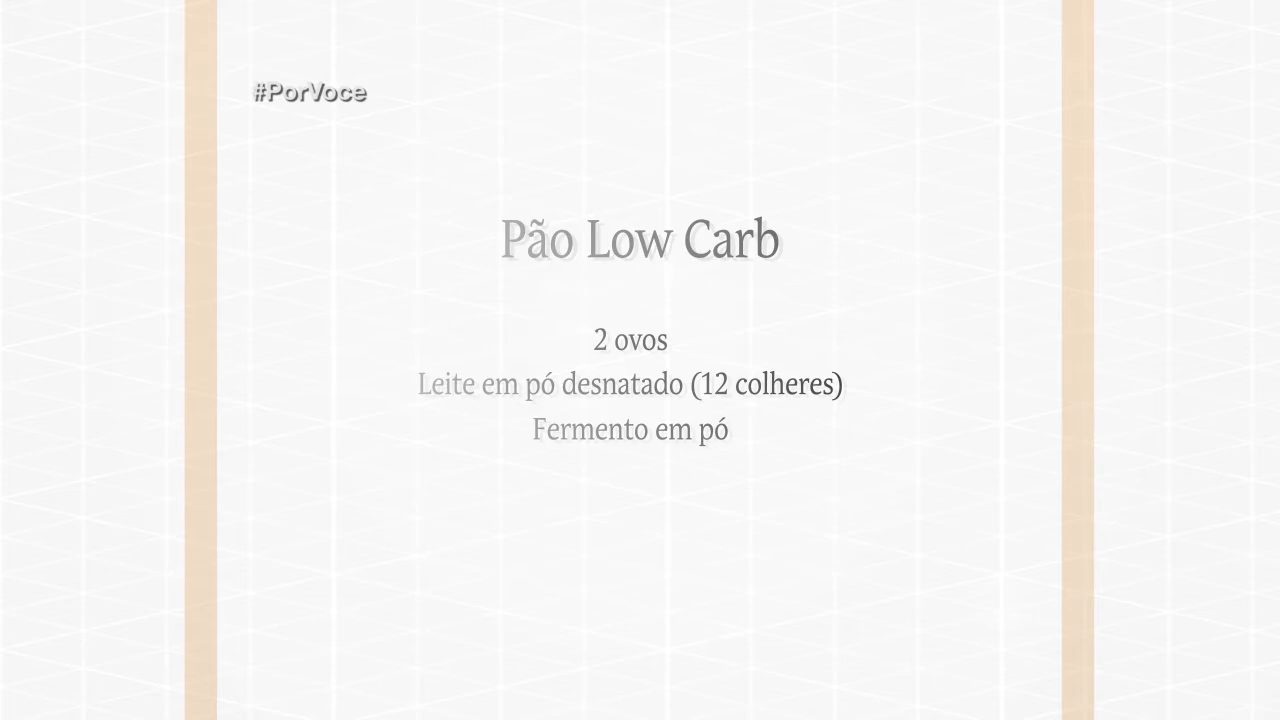 #PorVoce
Pão Low Carb
2 ovos
Leite em pó desnatado (12 colheres)
Fermento em pó